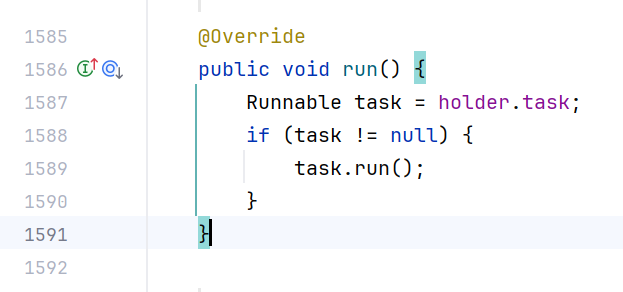 1585 @Override
1586 public void run() {
1587 Runnable task = holder.task;
1588 if (task != null) {
1589 task.run();
1590 }
1591 }
1592